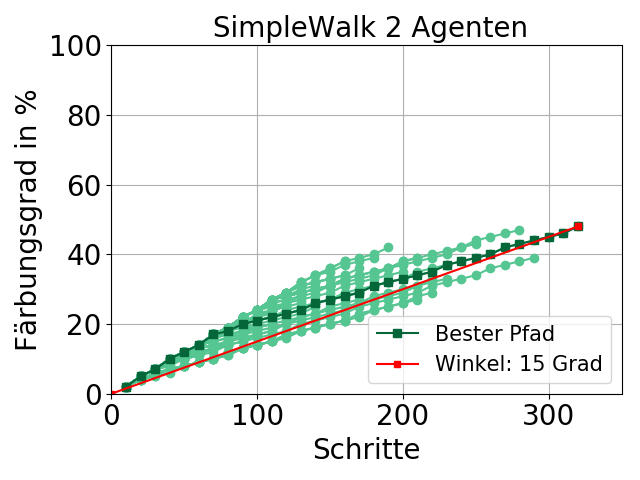 SimpleWalk 2 Agenten
100
80
60
40
20
0
Färbungsgrad in %
0 100 200 300
Schritte
Bester Pfad
Winkel: 15 Grad